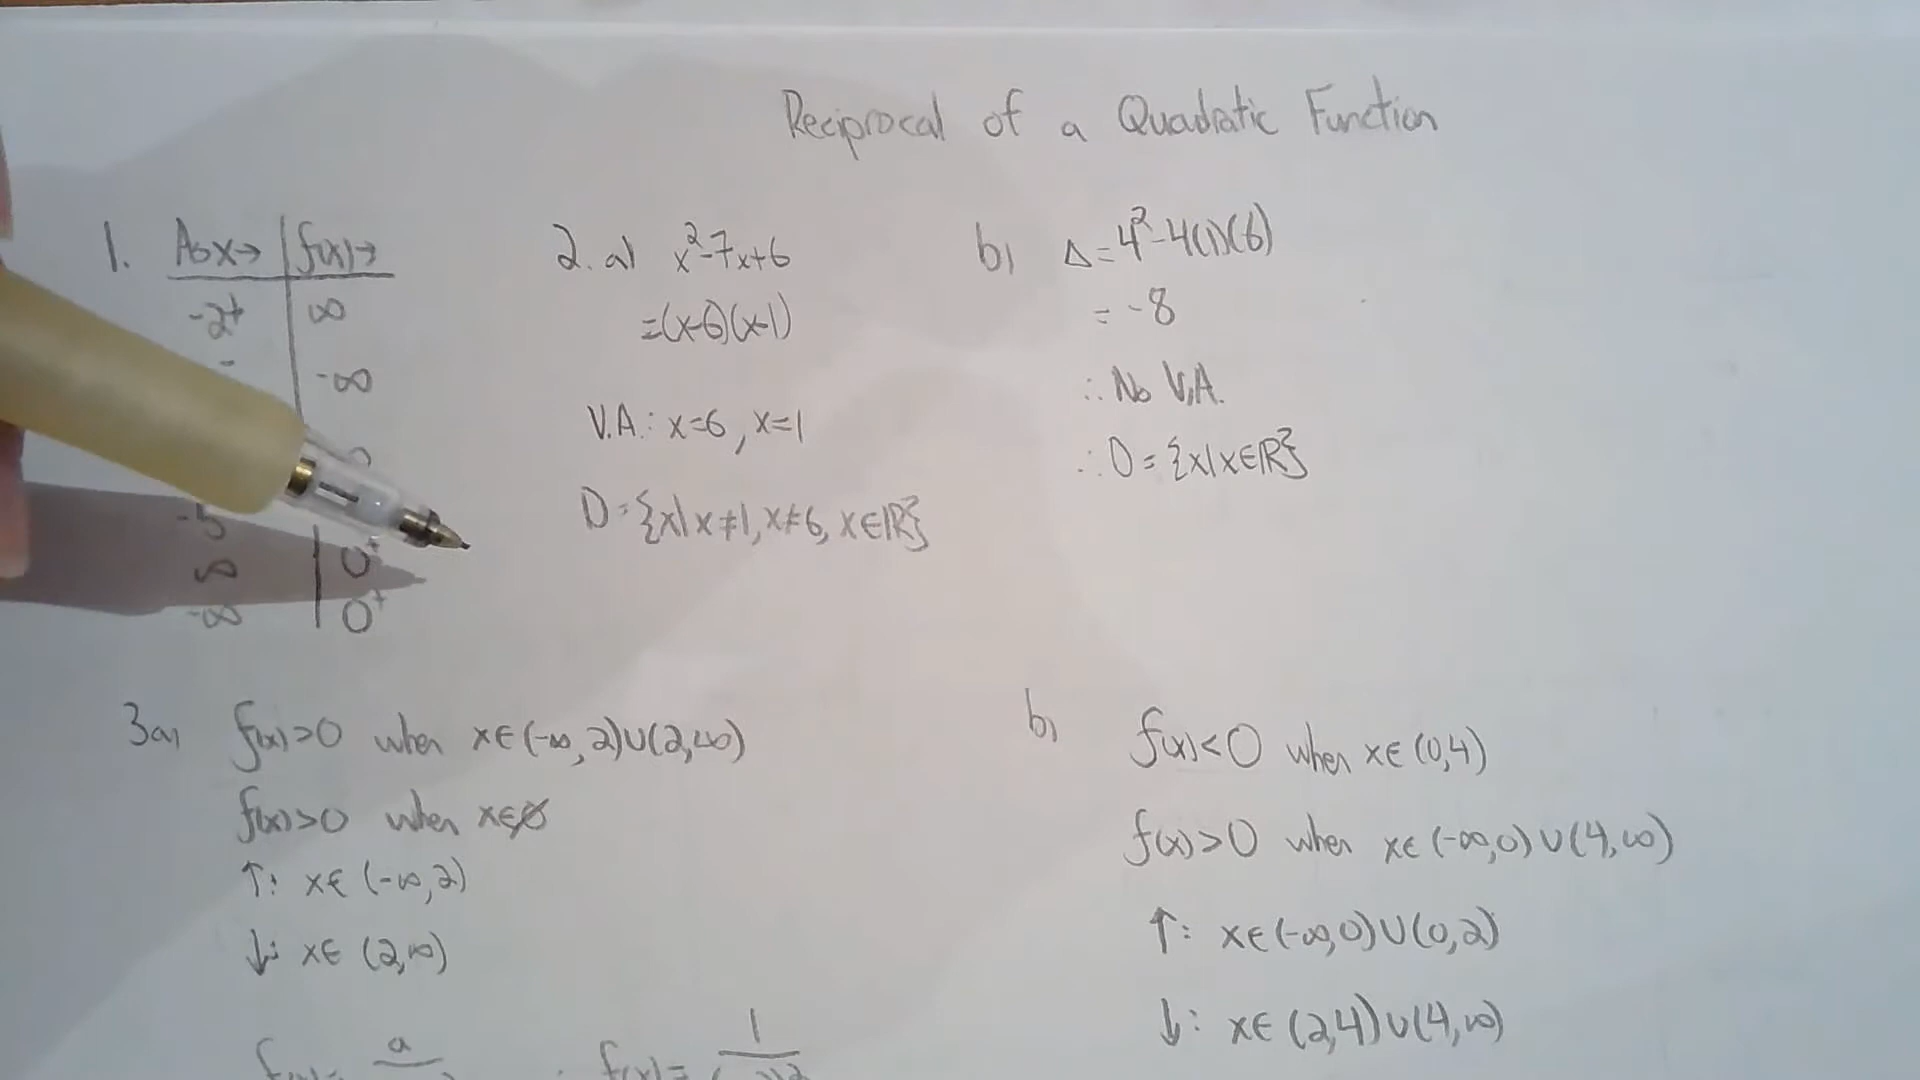 Reciprocal of a Quadratic Function
1. As x→ | f(x)→
-2⁺ | ∞
-∞
-5
∞ | 0⁺
-∞ | 0⁺
2. a) x²-7x+6
=(x-6)(x-1)
V.A.: x=6, x=1
D={x|x≠1, x≠6, x∈ℝ}
b) Δ=4²-4(1)(6)
= -8
∴ No V.A.
∴ D={x|x∈ℝ}
3a) f(x)>0 when x∈(-∞,2)∪(2,∞)
f(x)>0 when x∈∅
↑: x∈(-∞,2)
↓: x∈(2,∞)
b) f(x)<0 when x∈(0,4)
f(x)>0 when x∈(-∞,0)∪(4,∞)
↑: x∈(-∞,0)∪(0,2)
↓: x∈(2,4)∪(4,∞)